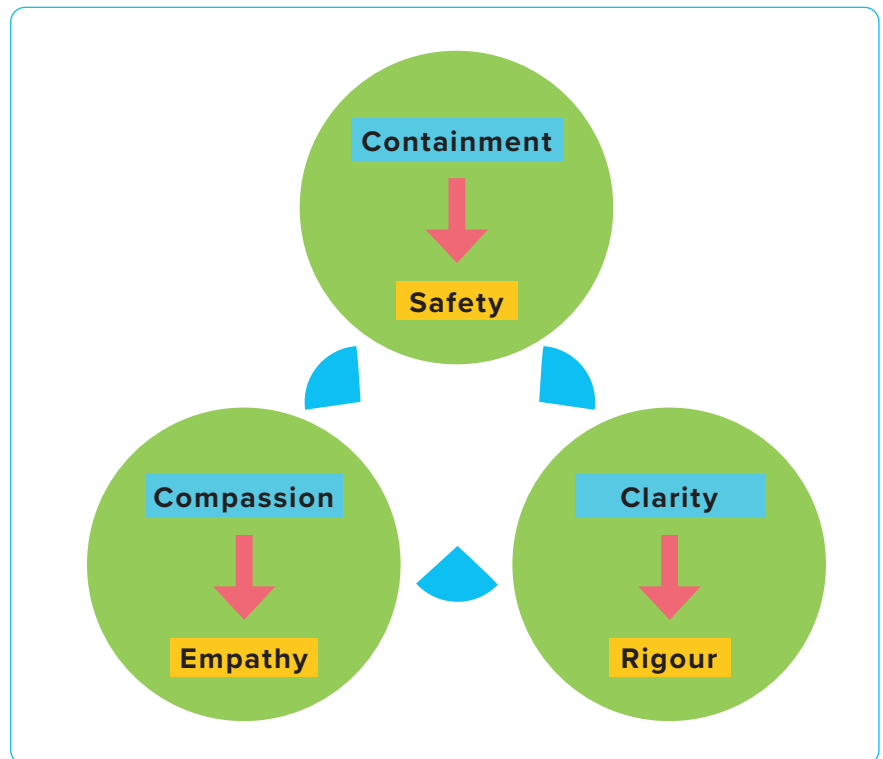 Containment
Safety
Compassion
Empathy
Clarity
Rigour